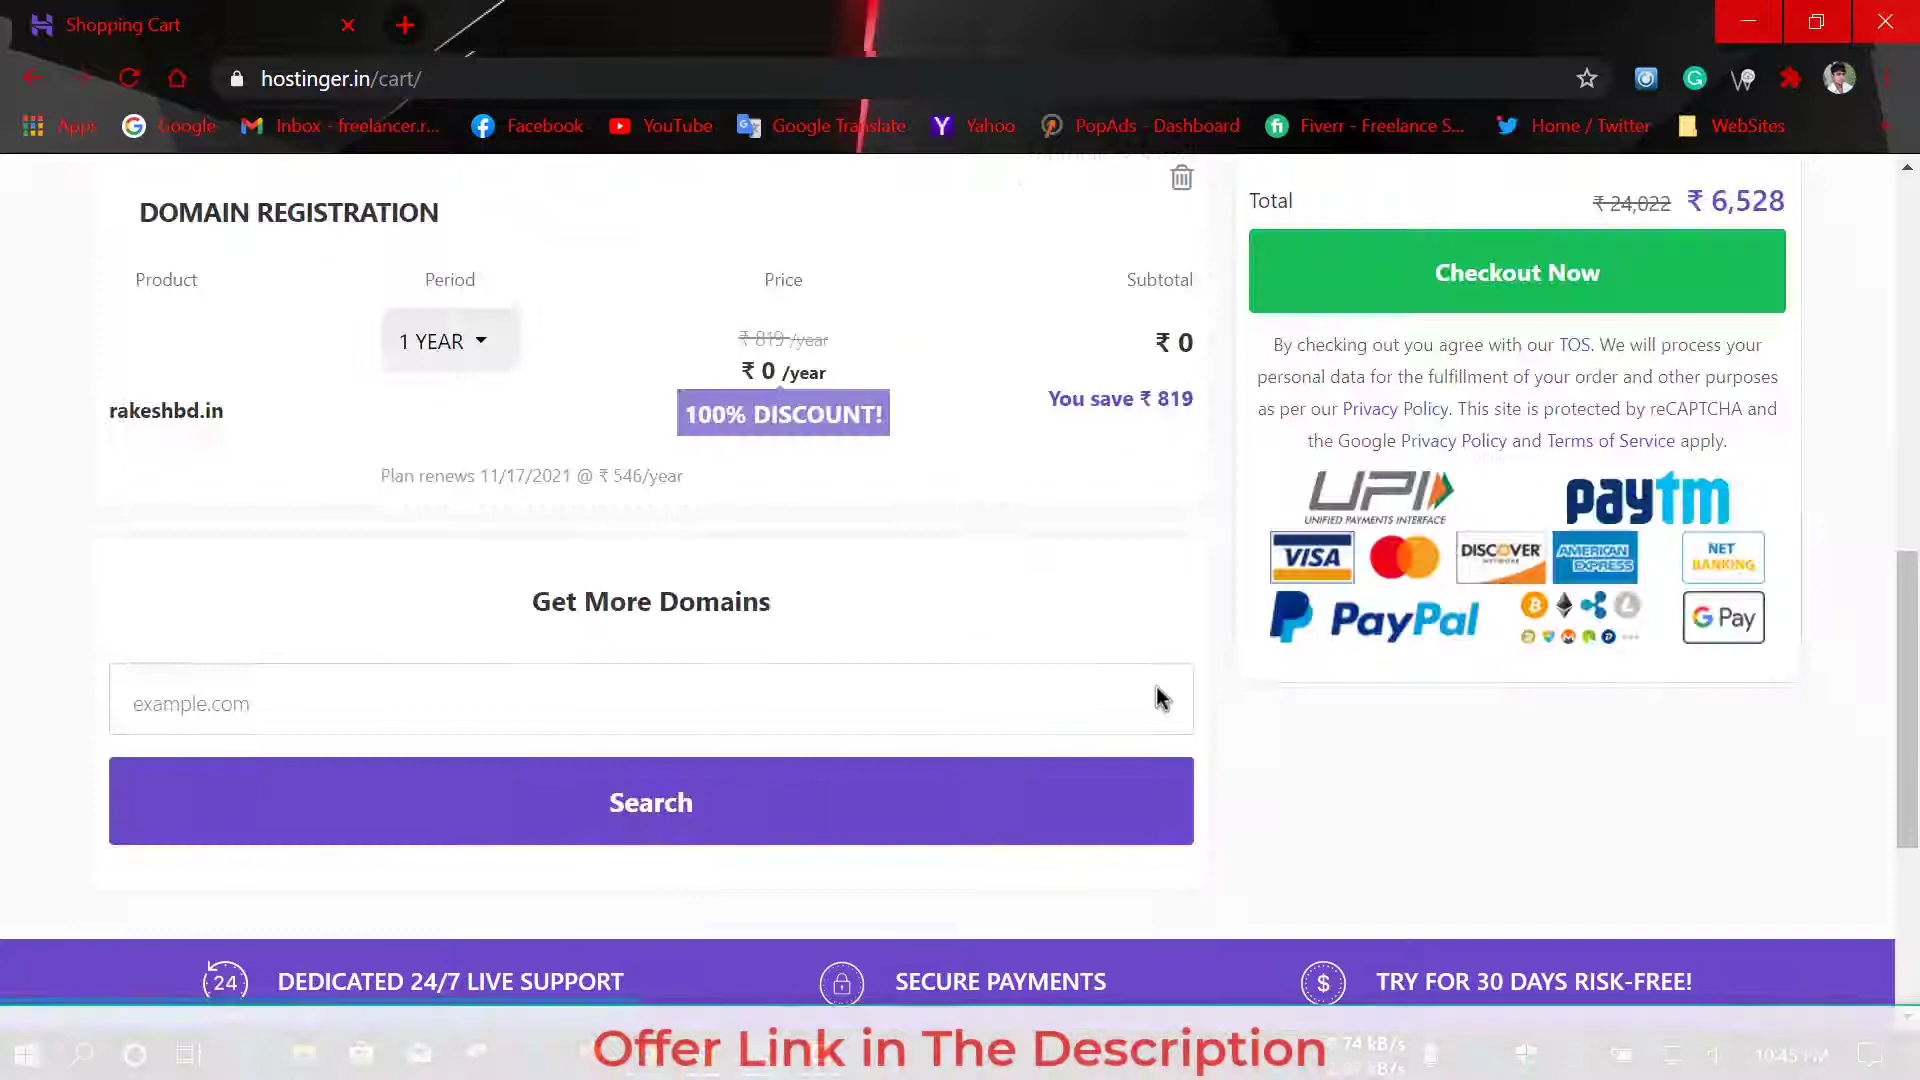 Shopping Cart
hostinger.in/cart/
Apps Google Inbox - freelancer.r... Facebook YouTube Google Translate Yahoo PopAds - Dashboard Fiverr - Freelance S... Home / Twitter WebSites
DOMAIN REGISTRATION
Product Period Price Subtotal
1 YEAR
₹ 819 /year
₹ 0 /year
₹ 0
rakeshbd.in
100% DISCOUNT!
You save ₹ 819
Plan renews 11/17/2021 @ ₹ 546/year
Get More Domains
example.com
Search
Total ₹ 24,022 ₹ 6,528
Checkout Now
By checking out you agree with our TOS. We will process your
personal data for the fulfillment of your order and other purposes
as per our Privacy Policy. This site is protected by reCAPTCHA and
the Google Privacy Policy and Terms of Service apply.
UPI
UNIFIED PAYMENTS INTERFACE
paytm
VISA
DISCOVER
NETWORK
AMERICAN
EXPRESS
NET
BANKING
PayPal
G Pay
24 DEDICATED 24/7 LIVE SUPPORT
SECURE PAYMENTS
$ TRY FOR 30 DAYS RISK-FREE!
Offer Link in The Description
74 kB/s
10:45 PM